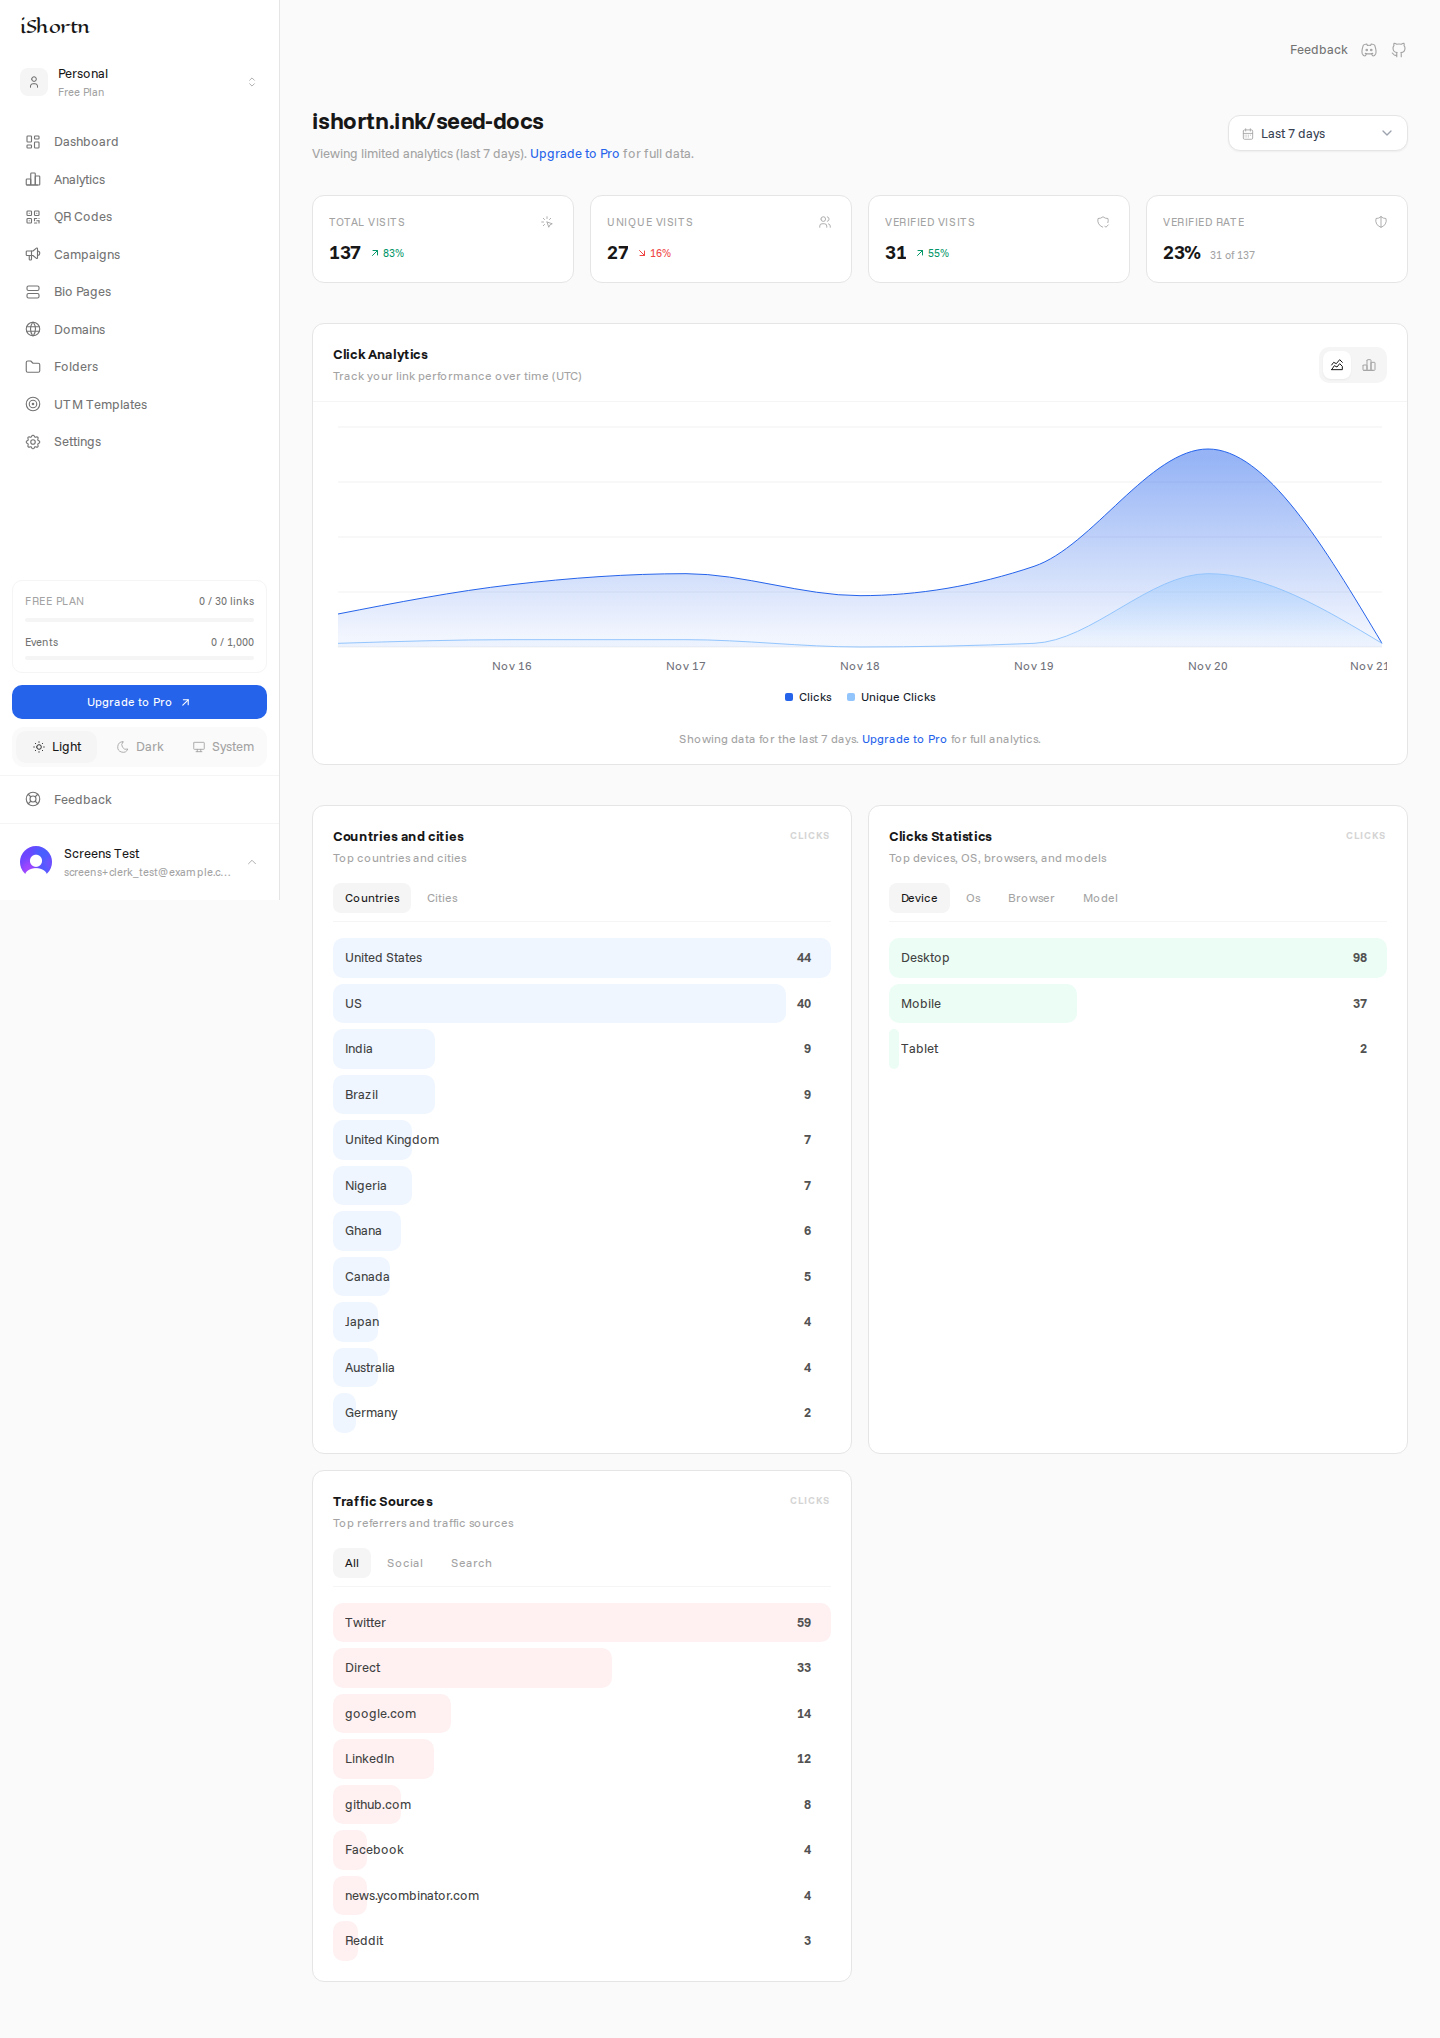 iShortn
Personal
Free Plan
Dashboard
Analytics
QR Codes
Campaigns
Bio Pages
Domains
Folders
UTM Templates
Settings
FREE PLAN 0 / 30 links
Events 0 / 1,000
Upgrade to Pro
Light Dark System
Feedback
Screens Test
screens+clerk_test@example.c...
Feedback
ishortn.ink/seed-docs
Viewing limited analytics (last 7 days). Upgrade to Pro for full data.
Last 7 days
TOTAL VISITS
137 83%
UNIQUE VISITS
27 16%
VERIFIED VISITS
31 55%
VERIFIED RATE
23% 31 of 137
Click Analytics
Track your link performance over time (UTC)
Nov 16 Nov 17 Nov 18 Nov 19 Nov 20 Nov 21
Clicks Unique Clicks
Showing data for the last 7 days. Upgrade to Pro for full analytics.
Countries and cities CLICKS
Top countries and cities
Countries Cities
United States 44
US 40
India 9
Brazil 9
United Kingdom 7
Nigeria 7
Ghana 6
Canada 5
Japan 4
Australia 4
Germany 2
Clicks Statistics CLICKS
Top devices, OS, browsers, and models
Device Os Browser Model
Desktop 98
Mobile 37
Tablet 2
Traffic Sources CLICKS
Top referrers and traffic sources
All Social Search
Twitter 59
Direct 33
google.com 14
LinkedIn 12
github.com 8
Facebook 4
news.ycombinator.com 4
Reddit 3